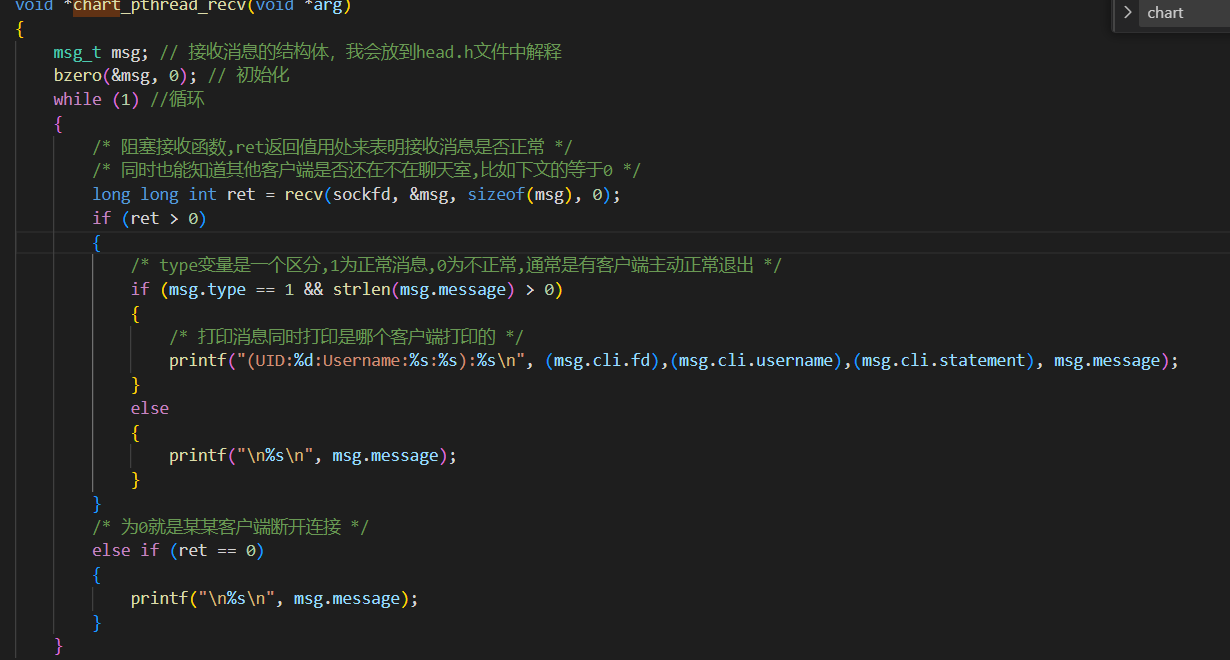 void *chart_pthread_recv(void *arg)
chart
{
    msg_t msg; // 接收消息的结构体, 我会放到head.h文件中解释
    bzero(&msg, 0); // 初始化
    while (1) //循环
    {
        /* 阻塞接收函数,ret返回值用处来表明接收消息是否正常 */
        /* 同时也能知道其他客户端是否还在不在聊天室,比如下文的等于0 */
        long long int ret = recv(sockfd, &msg, sizeof(msg), 0);
        if (ret > 0)
        {
            /* type变量是一个区分,1为正常消息,0为不正常,通常是有客户端主动正常退出 */
            if (msg.type == 1 && strlen(msg.message) > 0)
            {
                /* 打印消息同时打印是哪个客户端打印的 */
                printf("(UID:%d:Username:%s:%s):%s\n", (msg.cli.fd),(msg.cli.username),(msg.cli.statement), msg.message);
            }
            else
            {
                printf("\n%s\n", msg.message);
            }
        }
        /* 为0就是某某客户端断开连接 */
        else if (ret == 0)
        {
            printf("\n%s\n", msg.message);
        }
    }